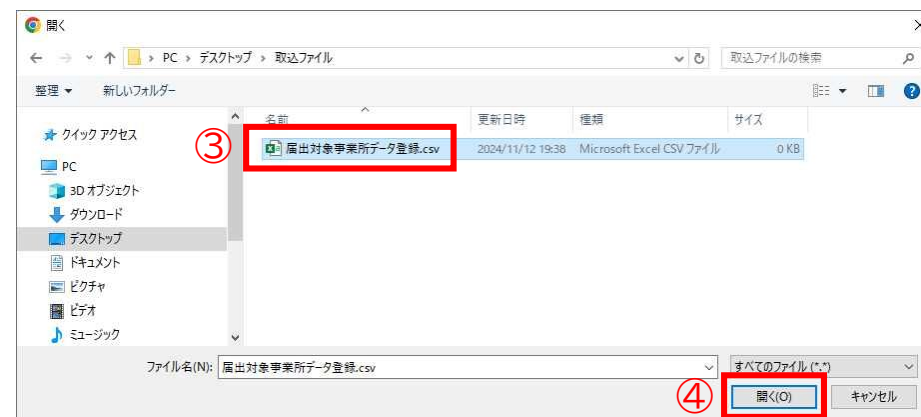 開く
PC › デスクトップ › 取込ファイル
取込ファイルの検索
整理 新しいフォルダー
名前 更新日時 種類 サイズ
③ 届出対象事業所データ登録.csv 2024/11/12 19:38 Microsoft Excel CSV ファイル 0 KB
クイック アクセス
PC
3D オブジェクト
ダウンロード
デスクトップ
ドキュメント
ピクチャ
ビデオ
ミュージック
ファイル名(N): 届出対象事業所データ登録.csv すべてのファイル (*.*)
④ 開く(O) キャンセル